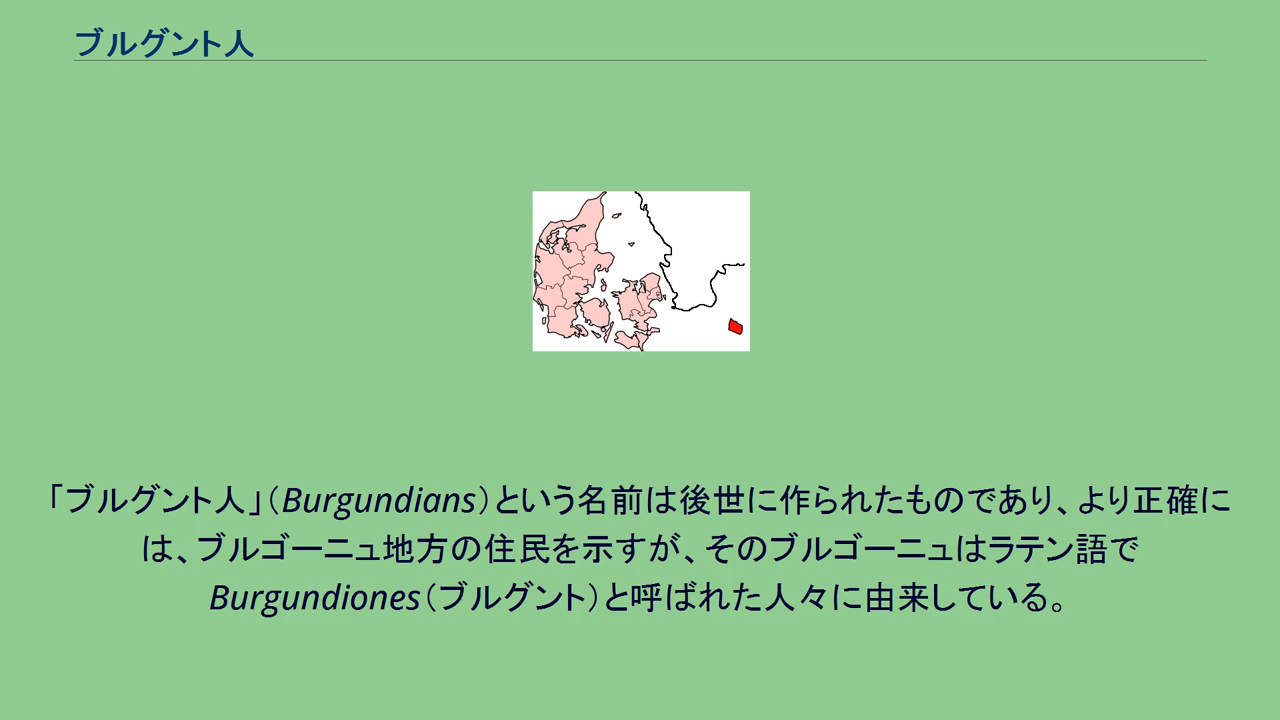 ブルグント人
「ブルグント人」（Burgundians）という名前は後世に作られたものであり、より正確に
は、ブルゴーニュ地方の住民を示すが、そのブルゴーニュはラテン語で
Burgundiones（ブルグント）と呼ばれた人々に由来している。